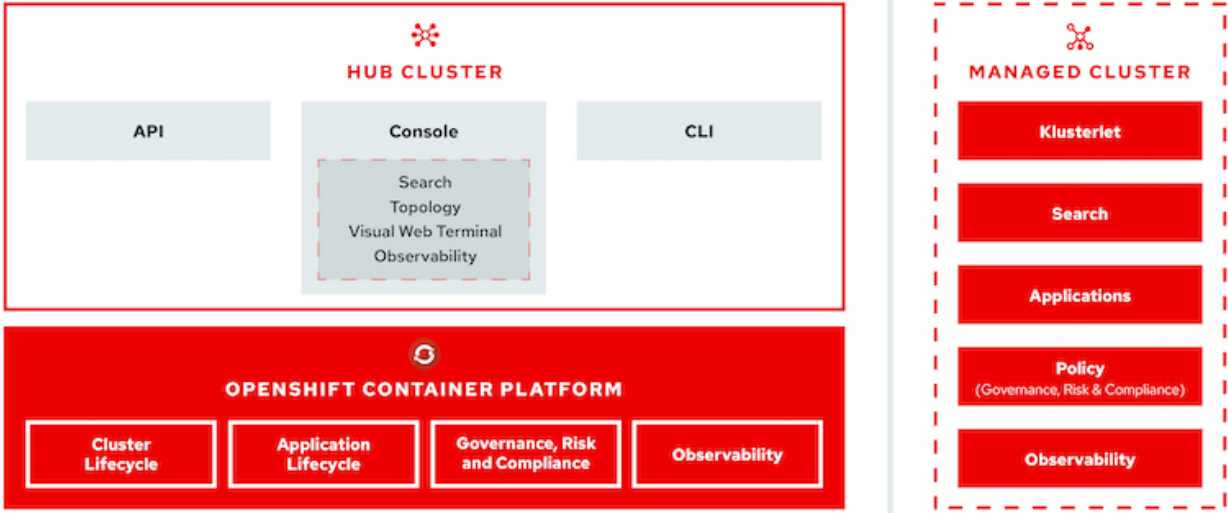 HUB CLUSTER
API
Console
Search
Topology
Visual Web Terminal
Observability
CLI
OPENSHIFT CONTAINER PLATFORM
Cluster
Lifecycle
Application
Lifecycle
Governance, Risk
and Compliance
Observability
MANAGED CLUSTER
Klusterlet
Search
Applications
Policy
(Governance, Risk & Compliance)
Observability